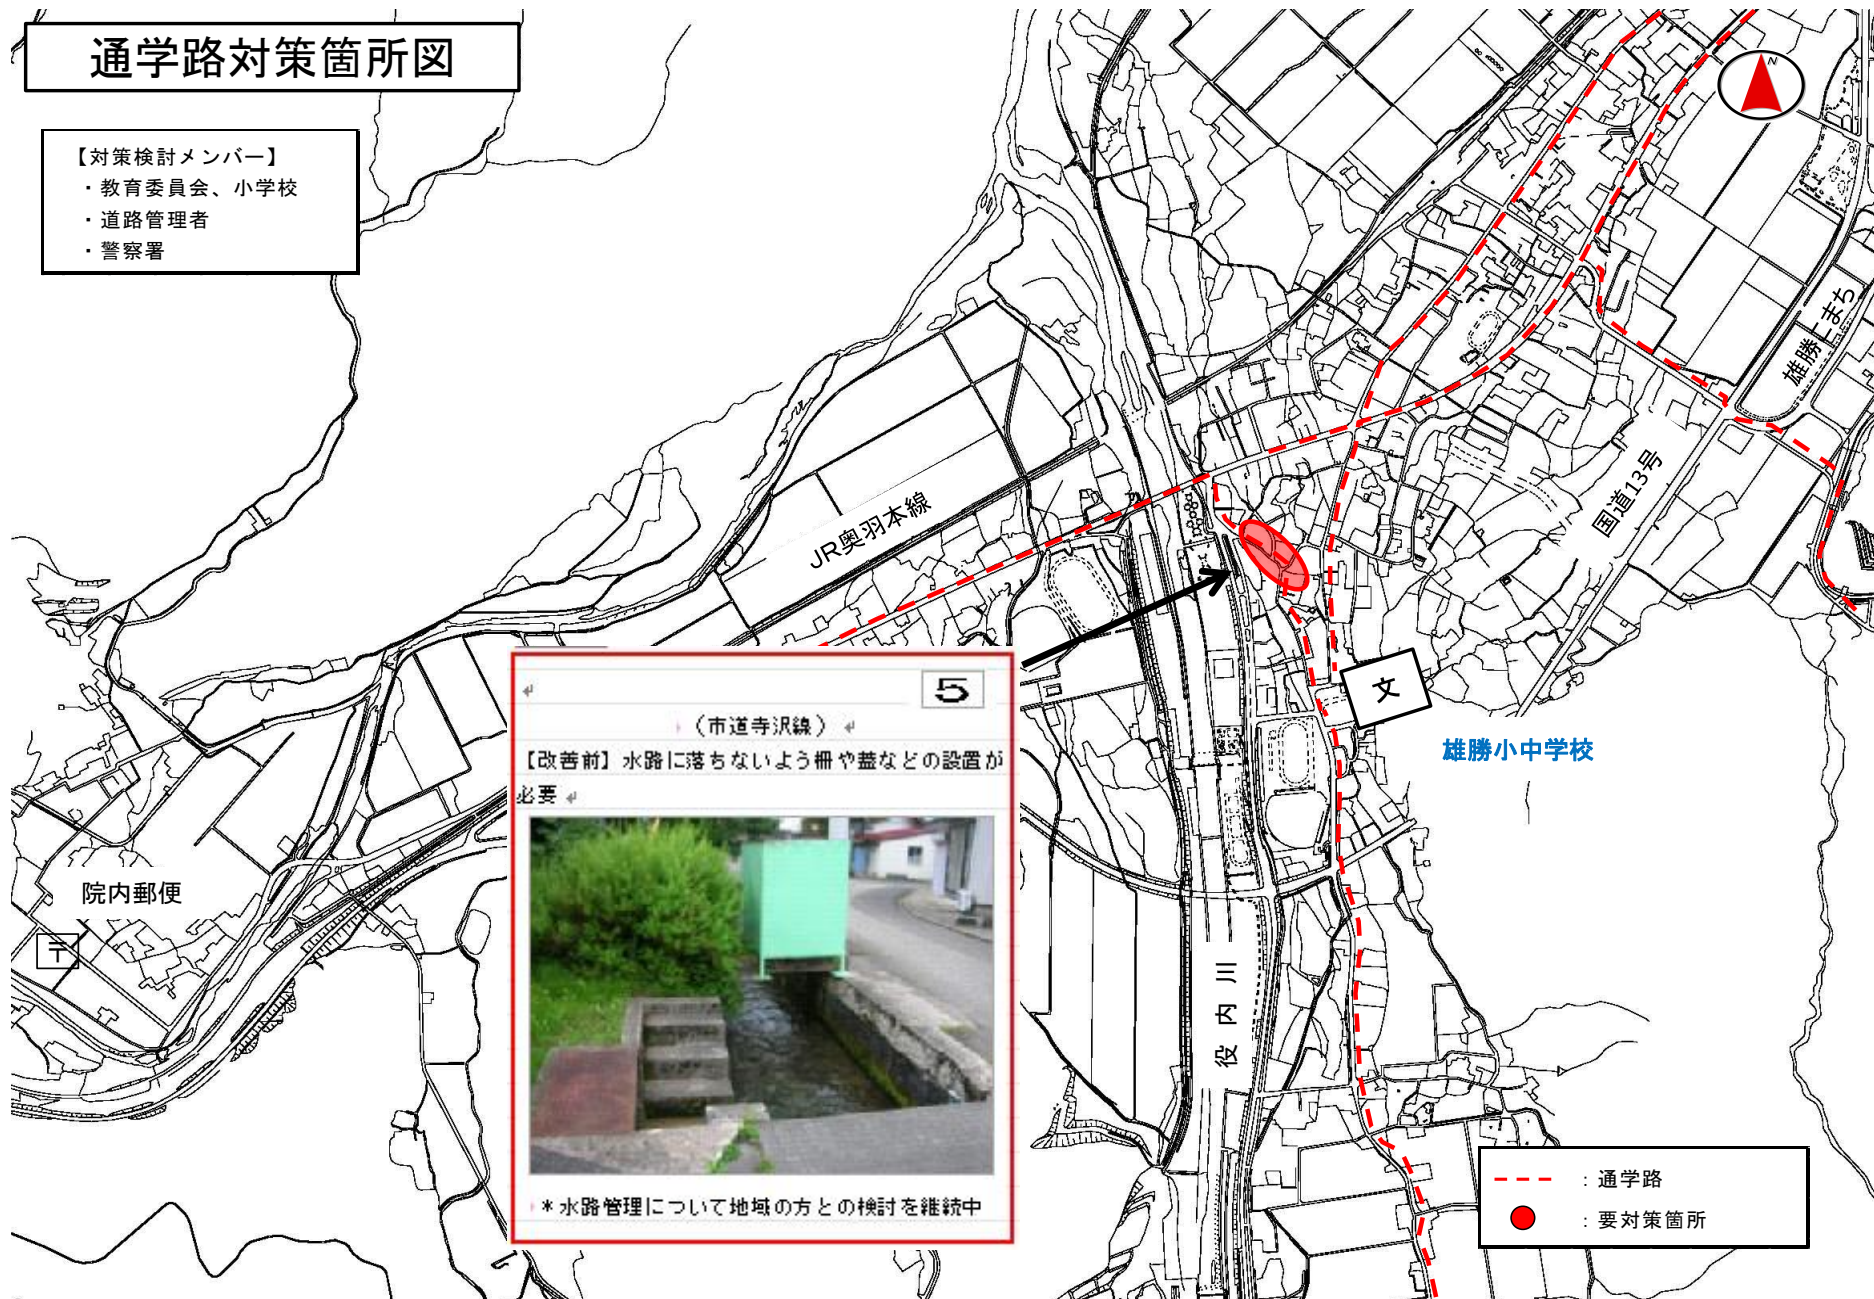 通学路対策箇所図
N
【対策検討メンバー】
・教育委員会、小学校
・道路管理者
・警察署
雄勝こまち
国道13号
JR奥羽本線
文
雄勝小中学校
5
（市道寺沢線）
【改善前】水路に落ちないよう柵や蓋などの設置が
必要
＊水路管理について地域の方との検討を継続中
院内郵便
〒
役内川
：通学路
：要対策箇所